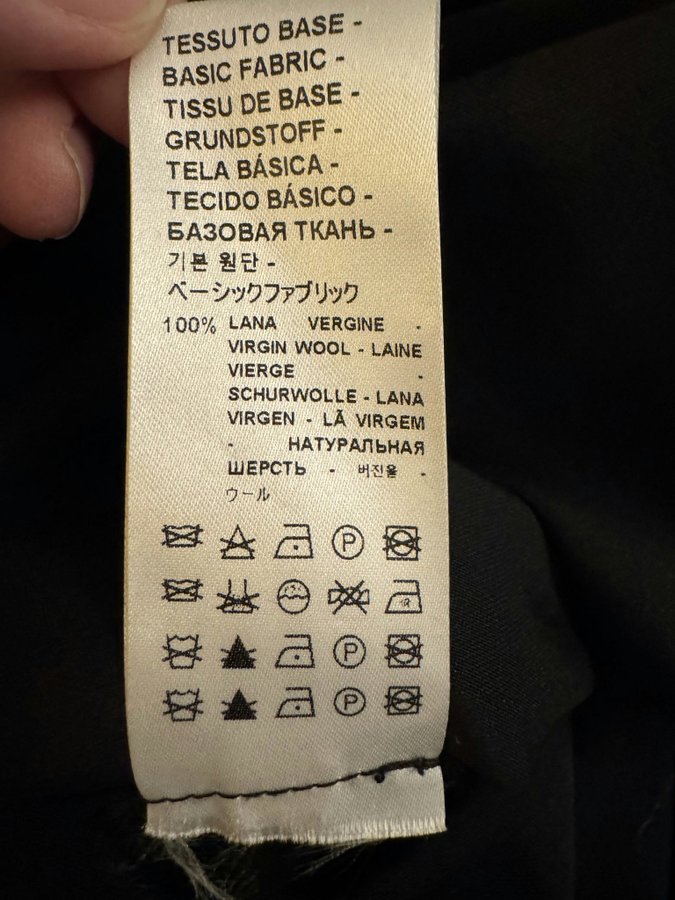 TESSUTO BASE -
BASIC FABRIC -
TISSU DE BASE -
GRUNDSTOFF -
TELA BÁSICA -
TECIDO BÁSICO -
БАЗОВАЯ ТКАНЬ -
기본 원단 -
ベーシックファブリック
100% LANA VERGINE -
VIRGIN WOOL - LAINE
VIERGE -
SCHURWOLLE - LANA
VIRGEN - LÃ VIRGEM
- НАТУРАЛЬНАЯ
ШЕРСТЬ - 버진울 -
ウール
P
P
P